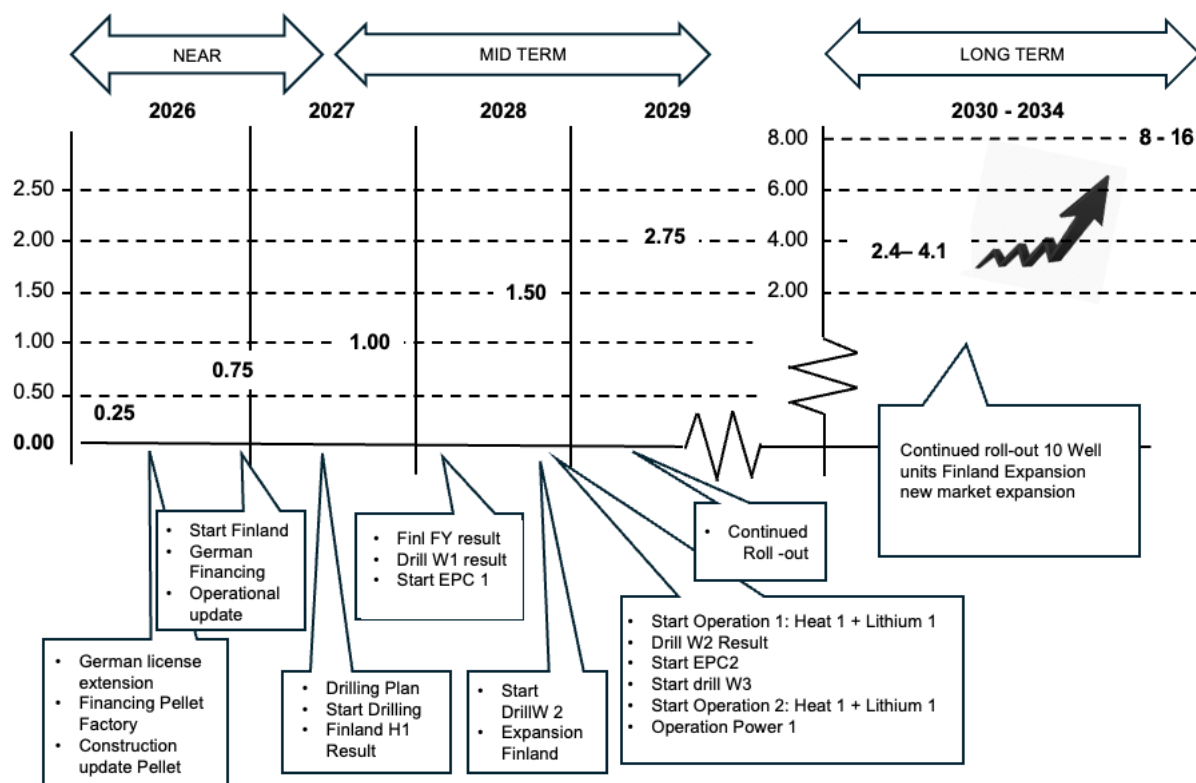 NEAR
MID TERM
LONG TERM
2026
2027
2028
2029
2030 - 2034
8.00
8 - 16
2.50
6.00
2.00
2.75
4.00
2.4– 4.1
1.50
1.50
2.00
1.00
1.00
0.75
0.50
0.25
0.00
Continued roll-out 10 Well
units Finland Expansion
new market expansion
• Start Finland
• German
Financing
• Operational
update
• Finl FY result
• Drill W1 result
• Start EPC 1
• Continued
Roll -out
• German license
extension
• Financing Pellet
Factory
• Construction
update Pellet
• Drilling Plan
• Start Drilling
• Finland H1
Result
• Start
DrillW 2
• Expansion
Finland
• Start Operation 1: Heat 1 + Lithium 1
• Drill W2 Result
• Start EPC2
• Start drill W3
• Start Operation 2: Heat 1 + Lithium 1
• Operation Power 1